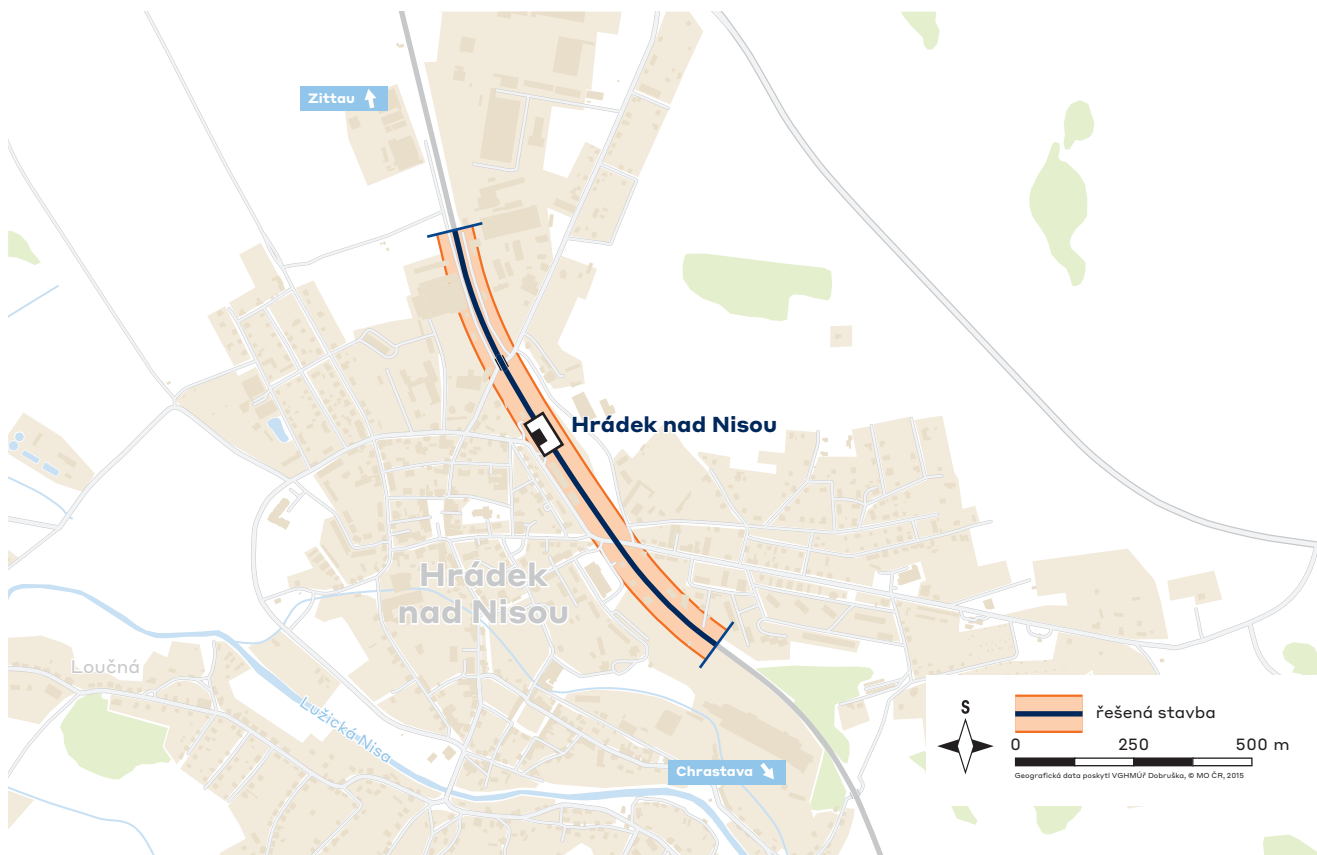 Zittau
Hrádek nad Nisou
Hrádek
nad Nisou
Loučná
Lužická Nisa
Chrastava
S
řešená stavba
0 250 500 m
Geografická data poskytl VGHMÚř Dobruška, © MO ČR, 2015